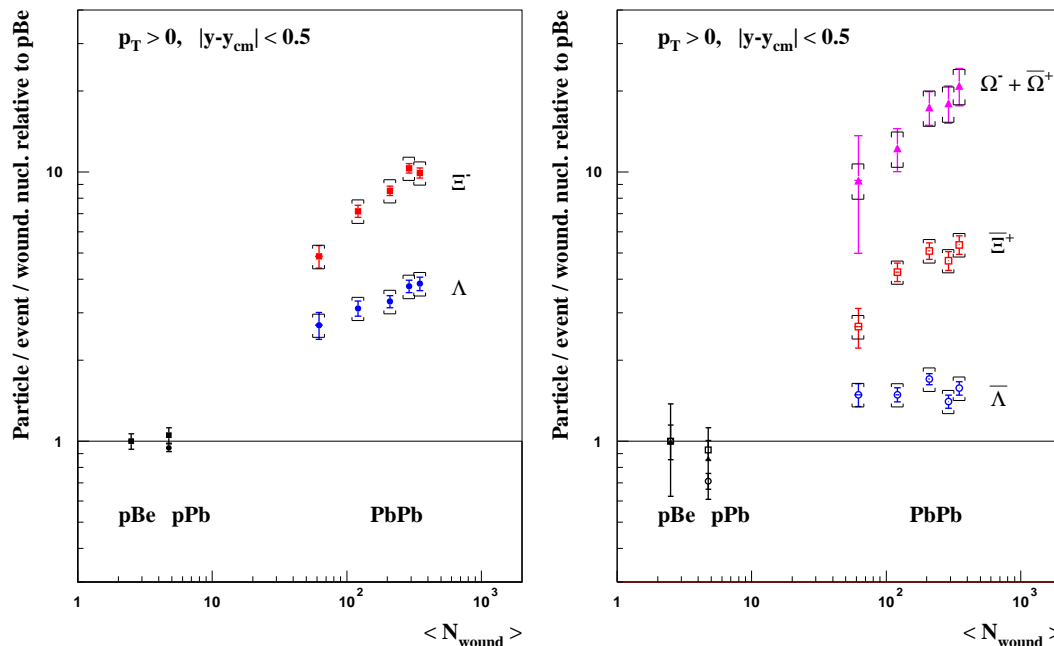 Particle / event / wound. nucl. relative to pBe
p_T > 0, |y-y_cm| < 0.5
10
1
Ξ⁻
Λ
pBe pPb PbPb
1 10 10² 10³
< N_wound >
Particle / event / wound. nucl. relative to pBe
p_T > 0, |y-y_cm| < 0.5
10
1
Ω⁻ + Ω̅⁺
Ξ̅⁺
Λ̅
pBe pPb PbPb
1 10 10² 10³
< N_wound >